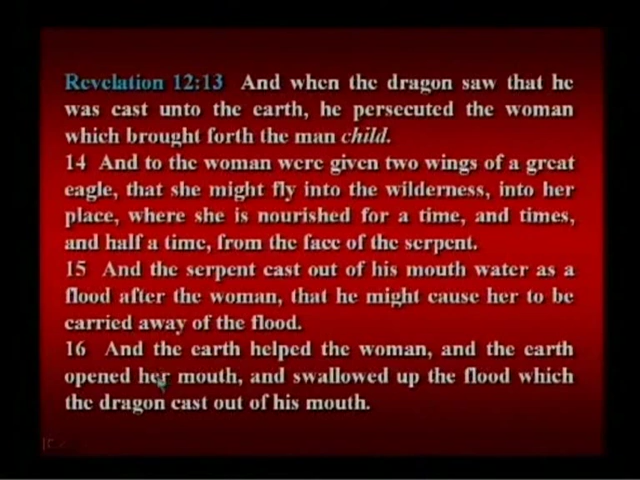 Revelation 12:13 And when the dragon saw that he
was cast unto the earth, he persecuted the woman
which brought forth the man child.
14 And to the woman were given two wings of a great
eagle, that she might fly into the wilderness, into her
place, where she is nourished for a time, and times,
and half a time, from the face of the serpent.
15 And the serpent cast out of his mouth water as a
flood after the woman, that he might cause her to be
carried away of the flood.
16 And the earth helped the woman, and the earth
opened her mouth, and swallowed up the flood which
the dragon cast out of his mouth.